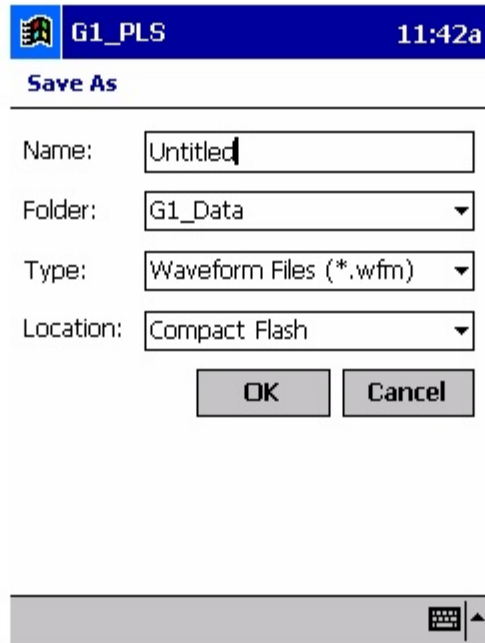 G1_PLS 11:42a
Save As
Name: Untitled
Folder: G1_Data
Type: Waveform Files (*.wfm)
Location: Compact Flash
OK Cancel